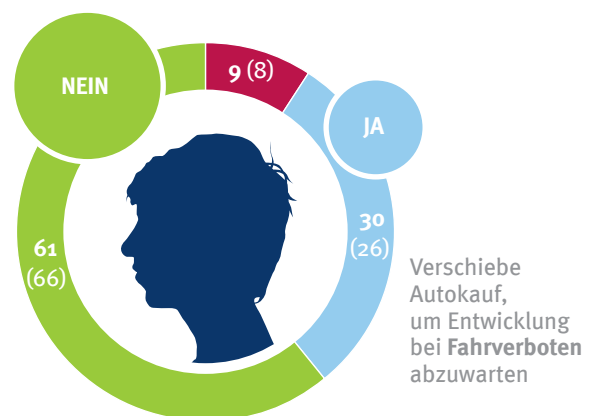 NEIN
9 (8)
JA
61
(66)
30
(26)
Verschiebe
Autokauf,
um Entwicklung
bei Fahrverboten
abzuwarten